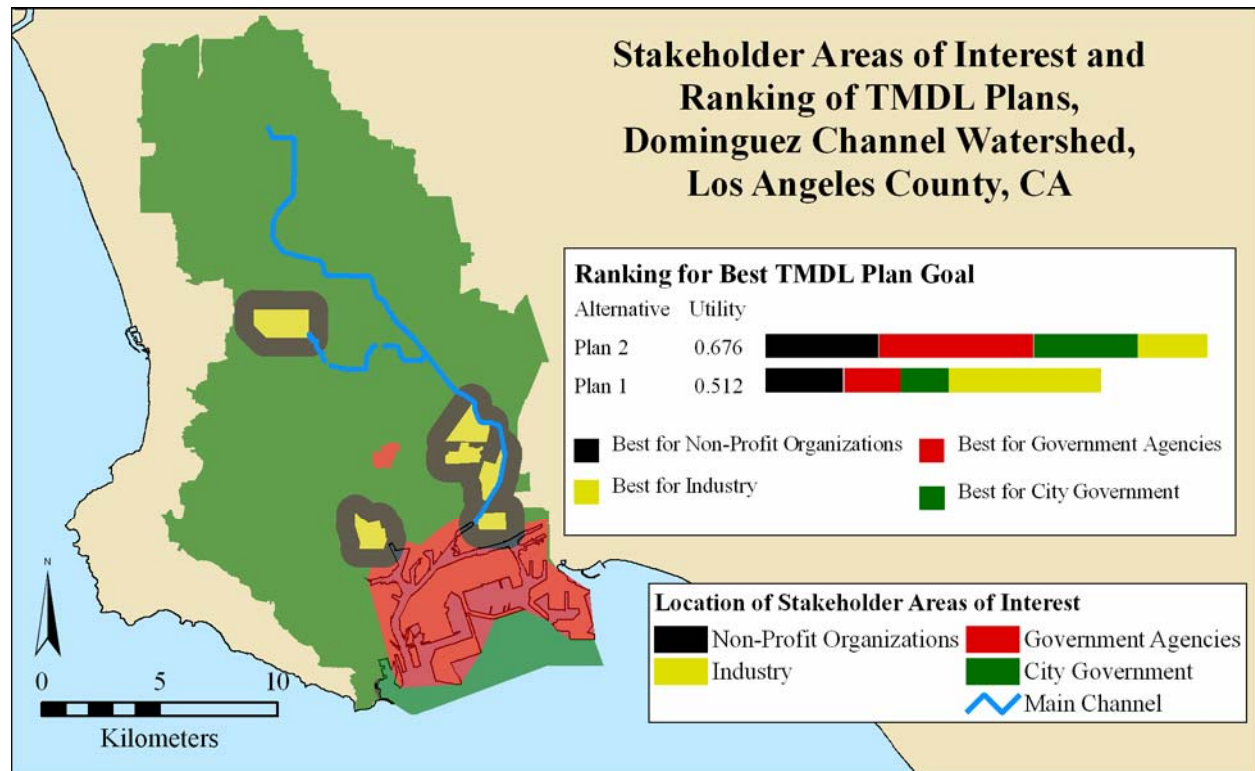 Stakeholder Areas of Interest and
Ranking of TMDL Plans,
Dominguez Channel Watershed,
Los Angeles County, CA
Ranking for Best TMDL Plan Goal
Alternative Utility
Plan 2 0.676
Plan 1 0.512
Best for Non-Profit Organizations Best for Government Agencies
Best for Industry Best for City Government
Location of Stakeholder Areas of Interest
Non-Profit Organizations Government Agencies
Industry City Government
Main Channel
N
0 5 10
Kilometers